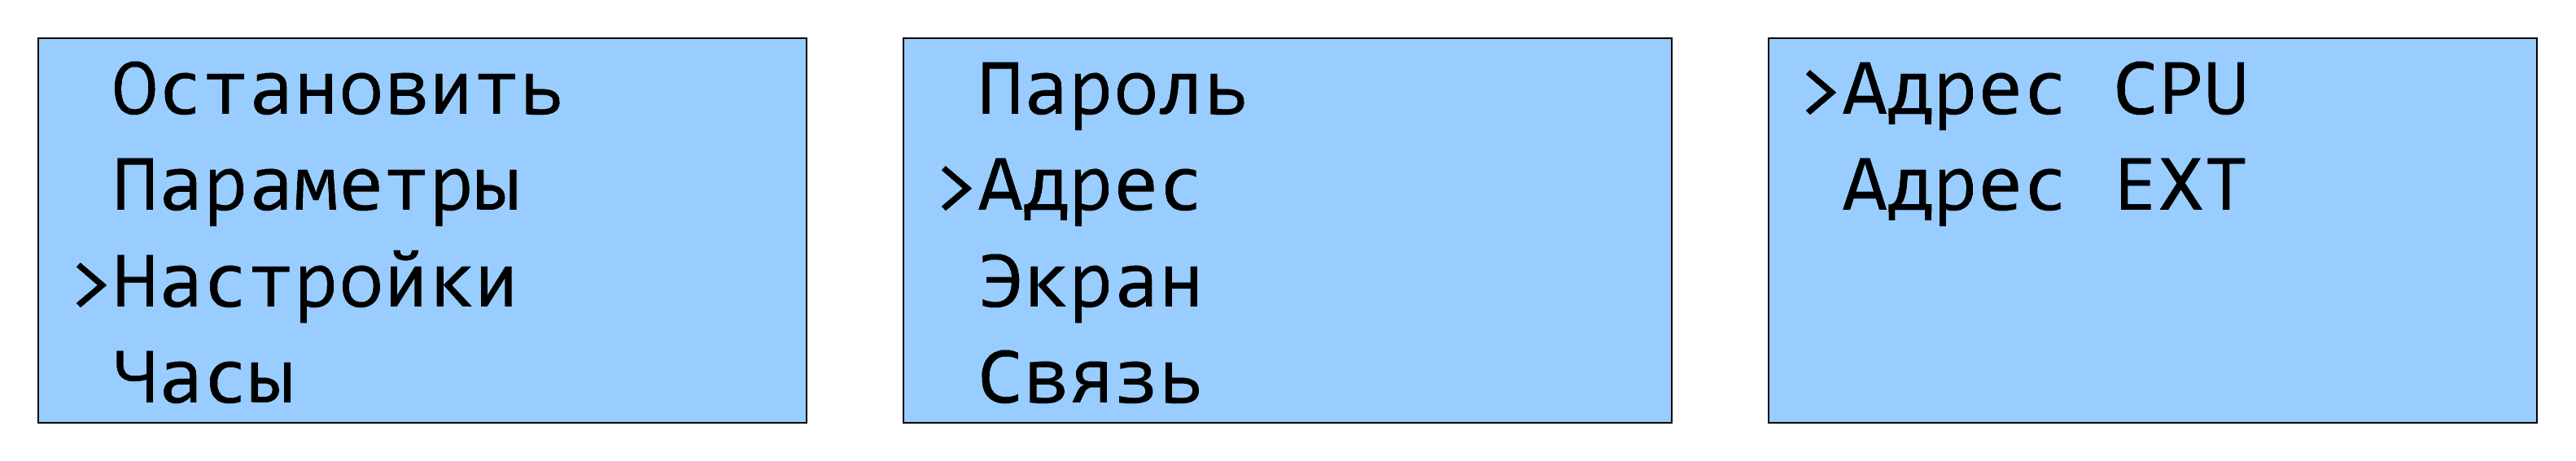 Остановить
Параметры
>Настройки
Часы
Пароль
>Адрес
Экран
Связь
>Адрес CPU
Адрес EXT